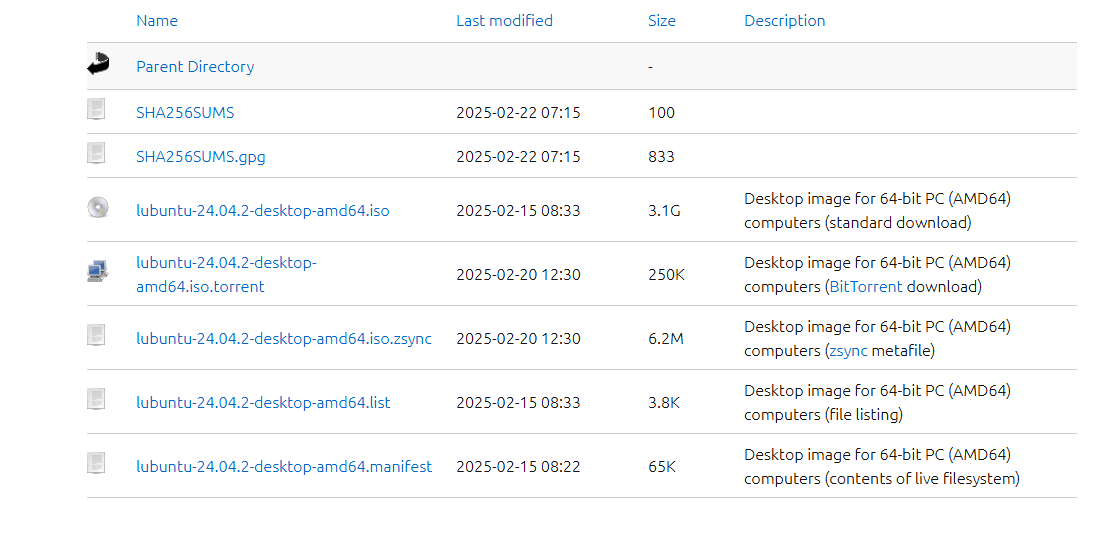 Name Last modified Size Description
Parent Directory -
SHA256SUMS 2025-02-22 07:15 100
SHA256SUMS.gpg 2025-02-22 07:15 833
lubuntu-24.04.2-desktop-amd64.iso 2025-02-15 08:33 3.1G Desktop image for 64-bit PC (AMD64)
computers (standard download)
lubuntu-24.04.2-desktop-
amd64.iso.torrent 2025-02-20 12:30 250K Desktop image for 64-bit PC (AMD64)
computers (BitTorrent download)
lubuntu-24.04.2-desktop-amd64.iso.zsync 2025-02-20 12:30 6.2M Desktop image for 64-bit PC (AMD64)
computers (zsync metafile)
lubuntu-24.04.2-desktop-amd64.list 2025-02-15 08:33 3.8K Desktop image for 64-bit PC (AMD64)
computers (file listing)
lubuntu-24.04.2-desktop-amd64.manifest 2025-02-15 08:22 65K Desktop image for 64-bit PC (AMD64)
computers (contents of live filesystem)